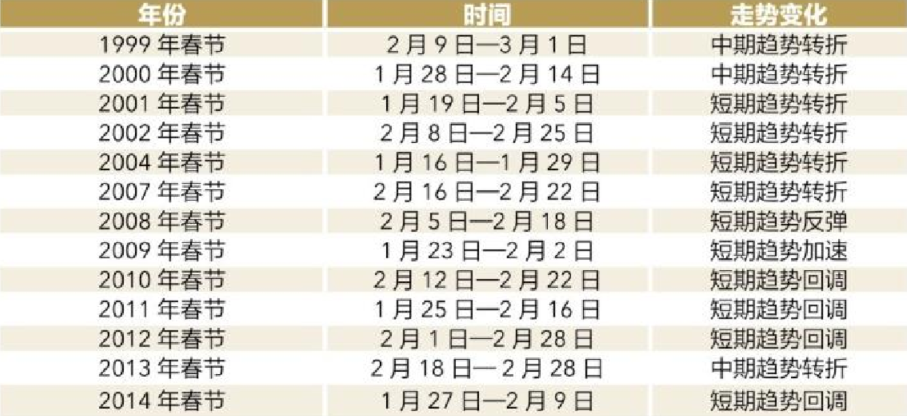 年份 时间 走势变化
1999 年春节 2 月 9 日—3 月 1 日 中期趋势转折
2000 年春节 1 月 28 日—2 月 14 日 中期趋势转折
2001 年春节 1 月 19 日—2 月 5 日 短期趋势转折
2002 年春节 2 月 8 日—2 月 25 日 短期趋势转折
2004 年春节 1 月 16 日—1 月 29 日 短期趋势转折
2007 年春节 2 月 16 日—2 月 22 日 短期趋势转折
2008 年春节 2 月 5 日—2 月 18 日 短期趋势反弹
2009 年春节 1 月 23 日—2 月 2 日 短期趋势加速
2010 年春节 2 月 12 日—2 月 22 日 短期趋势回调
2011 年春节 1 月 25 日—2 月 16 日 短期趋势回调
2012 年春节 2 月 1 日—2 月 28 日 短期趋势回调
2013 年春节 2 月 18 日— 2 月 28 日 中期趋势转折
2014 年春节 1 月 27 日—2 月 9 日 短期趋势回调